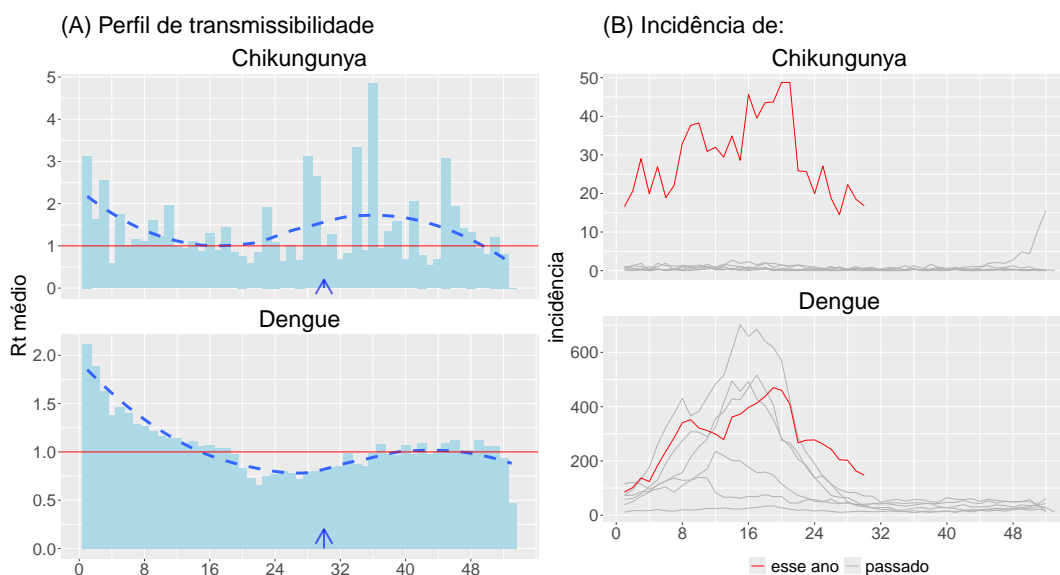 (A) Perfil de transmissibilidade
Chikungunya
5
4
3
2
1
0
Dengue
2.0
1.5
1.0
0.5
0.0
Rt médio
0 8 16 24 32 40 48
(B) Incidência de:
Chikungunya
50
40
30
20
10
0
Dengue
600
400
200
0
incidência
0 8 16 24 32 40 48
esse ano passado